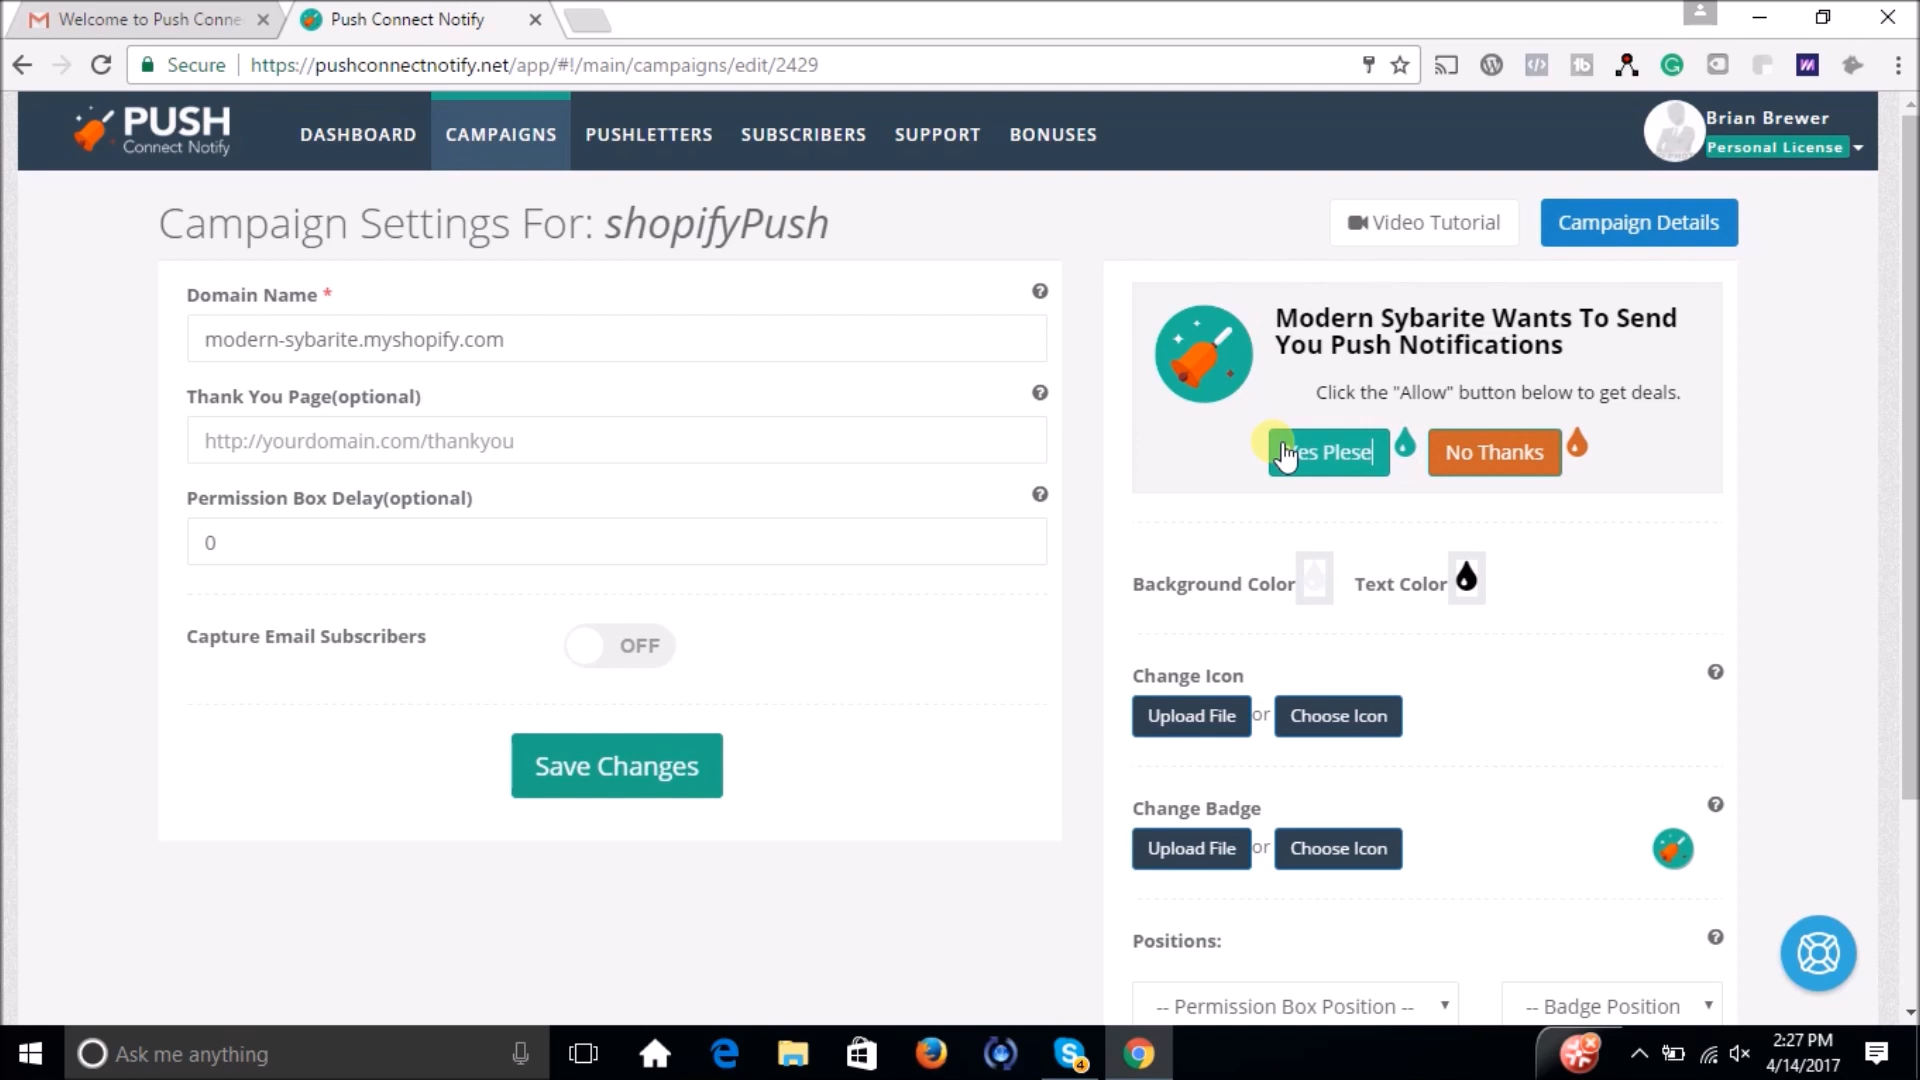 Welcome to Push Conne
Push Connect Notify
Secure
https://pushconnectnotify.net/app/#!/main/campaigns/edit/2429
PUSH
Connect Notify
DASHBOARD
CAMPAIGNS
PUSHLETTERS
SUBSCRIBERS
SUPPORT
BONUSES
Brian Brewer
Personal License
Campaign Settings For: shopifyPush
Video Tutorial
Campaign Details
Domain Name *
modern-sybarite.myshopify.com
Thank You Page(optional)
http://yourdomain.com/thankyou
Permission Box Delay(optional)
0
Capture Email Subscribers
OFF
Save Changes
Modern Sybarite Wants To Send
You Push Notifications
Click the "Allow" button below to get deals.
Yes Plese
No Thanks
Background Color
Text Color
Change Icon
Upload File or Choose Icon
Change Badge
Upload File or Choose Icon
Positions:
-- Permission Box Position --
-- Badge Position
Ask me anything
4
2:27 PM
4/14/2017